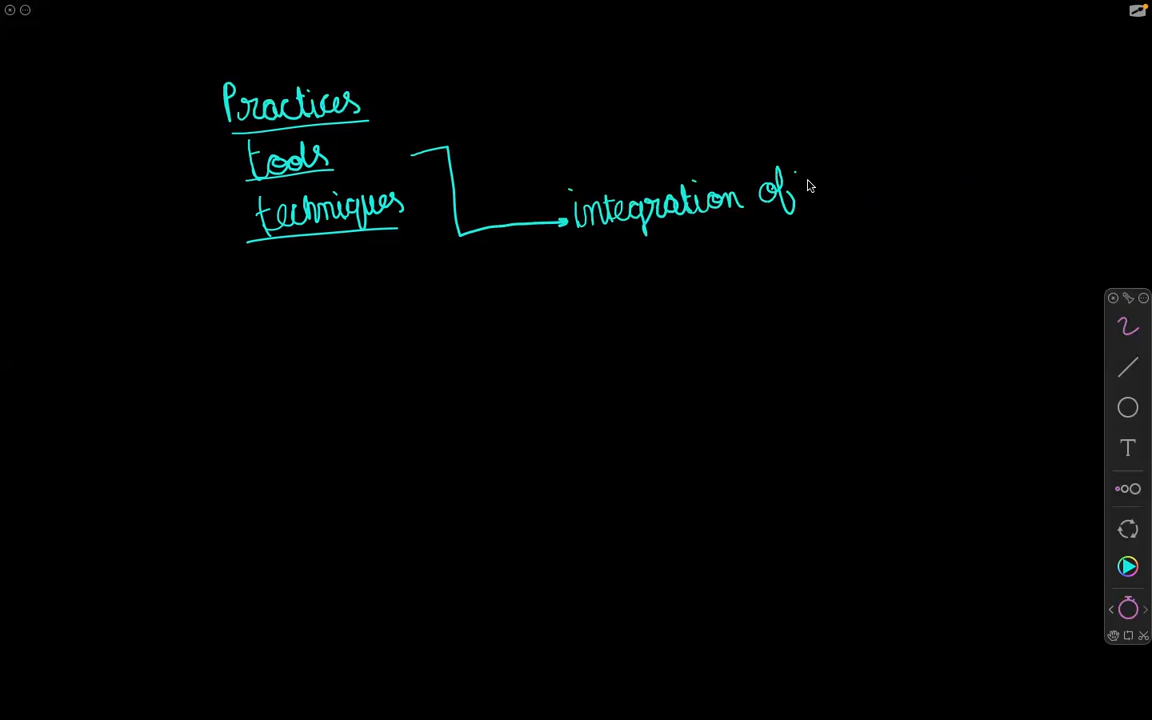 Practices
tools
techniques
integration of
T